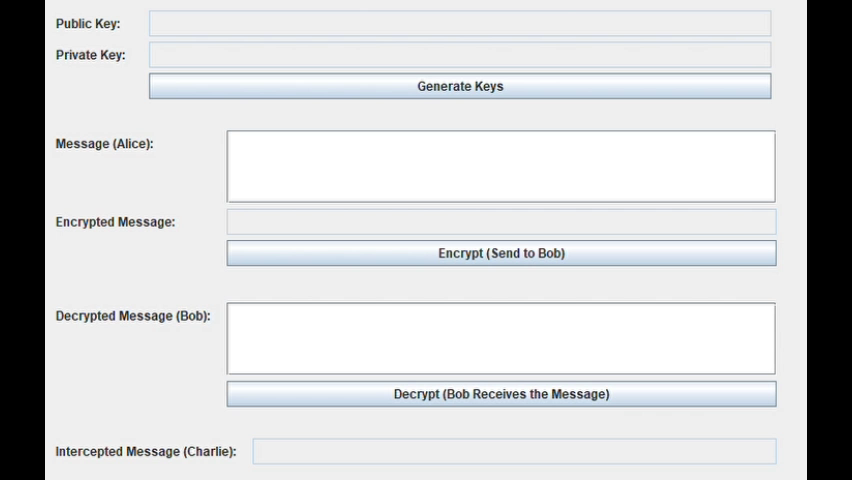 Public Key:
Private Key:
Generate Keys
Message (Alice):
Encrypted Message:
Encrypt (Send to Bob)
Decrypted Message (Bob):
Decrypt (Bob Receives the Message)
Intercepted Message (Charlie):